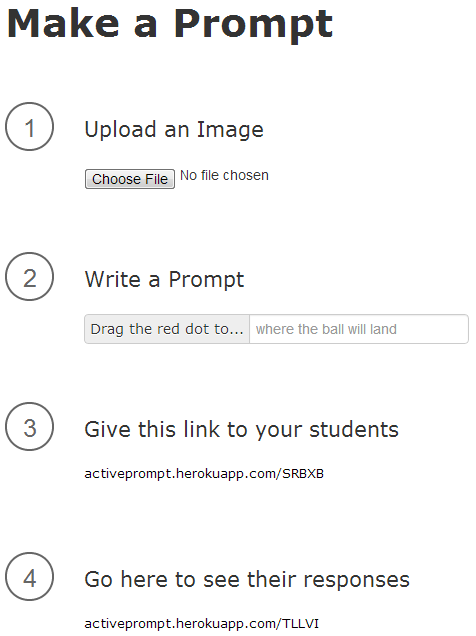 Make a Prompt
1
Upload an Image
Choose File No file chosen
2
Write a Prompt
Drag the red dot to... where the ball will land
3
Give this link to your students
activeprompt.herokuapp.com/SRBXB
4
Go here to see their responses
activeprompt.herokuapp.com/TLLVI